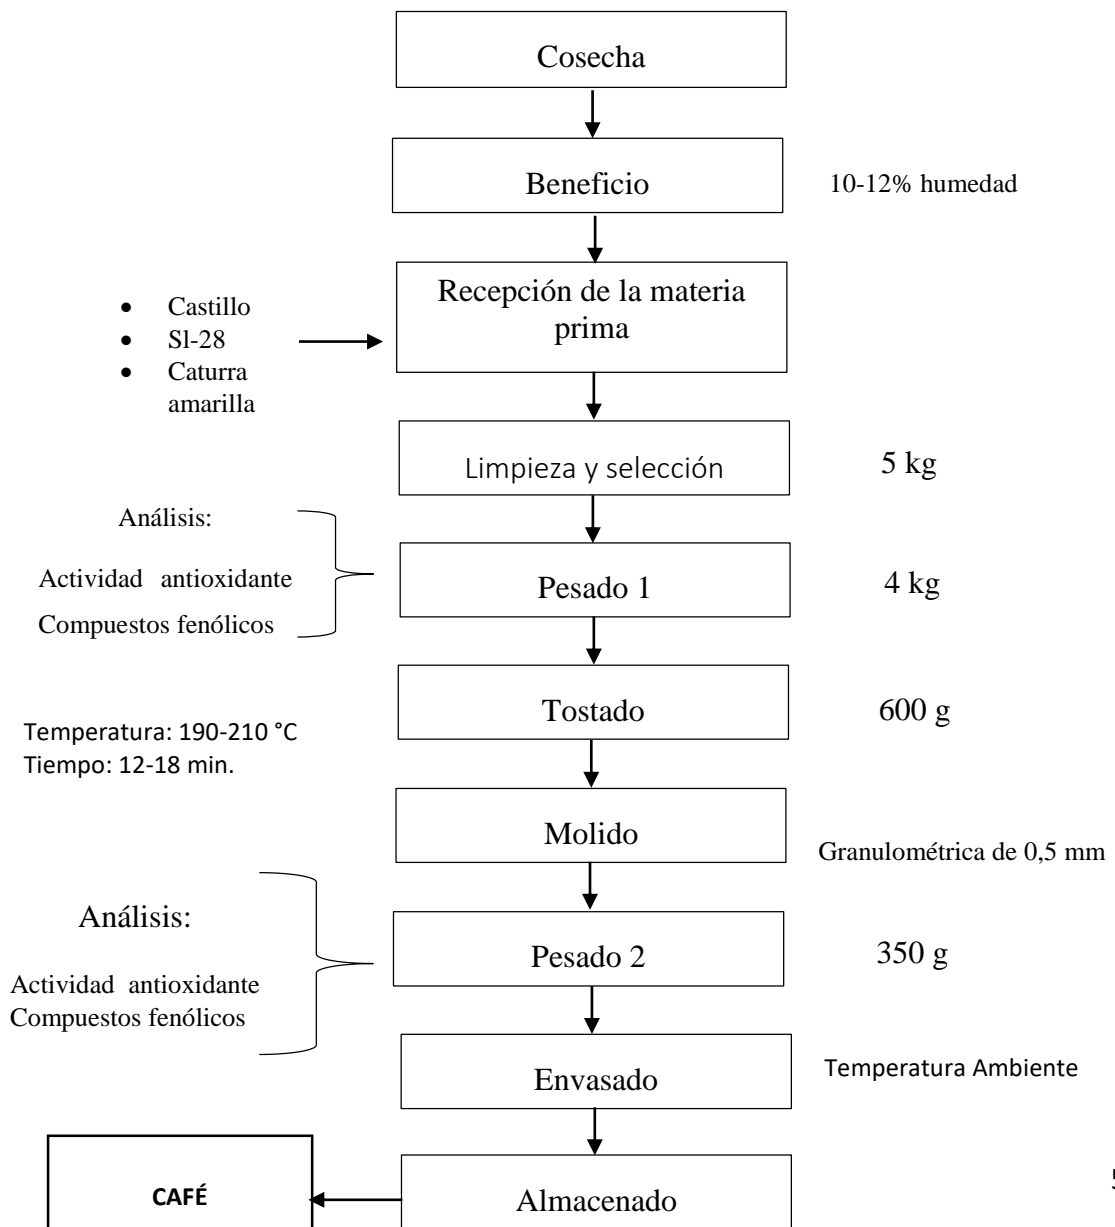 Cosecha
Beneficio
10-12% humedad
Recepción de la materia
prima
• Castillo
• Sl-28
• Caturra
amarilla
Limpieza y selección
5 kg
Análisis:
Actividad antioxidante
Compuestos fenólicos
Pesado 1
4 kg
Tostado
600 g
Temperatura: 190-210 °C
Tiempo: 12-18 min.
Molido
Granulométrica de 0,5 mm
Análisis:
Actividad antioxidante
Compuestos fenólicos
Pesado 2
350 g
Envasado
Temperatura Ambiente
CAFÉ
Almacenado